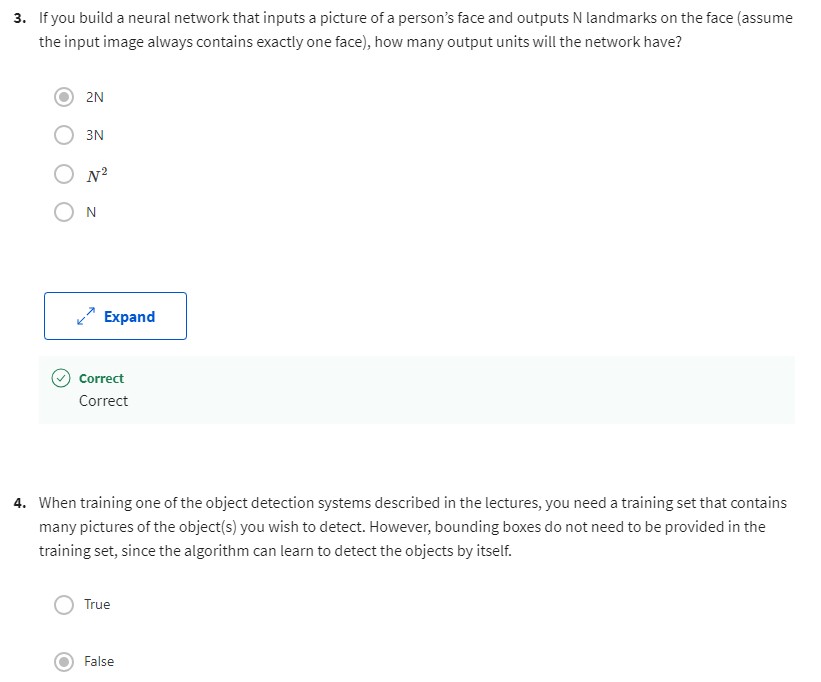 3. If you build a neural network that inputs a picture of a person's face and outputs N landmarks on the face (assume
the input image always contains exactly one face), how many output units will the network have?
2N
3N
N²
N
Expand
Correct
Correct
4. When training one of the object detection systems described in the lectures, you need a training set that contains
many pictures of the object(s) you wish to detect. However, bounding boxes do not need to be provided in the
training set, since the algorithm can learn to detect the objects by itself.
True
False